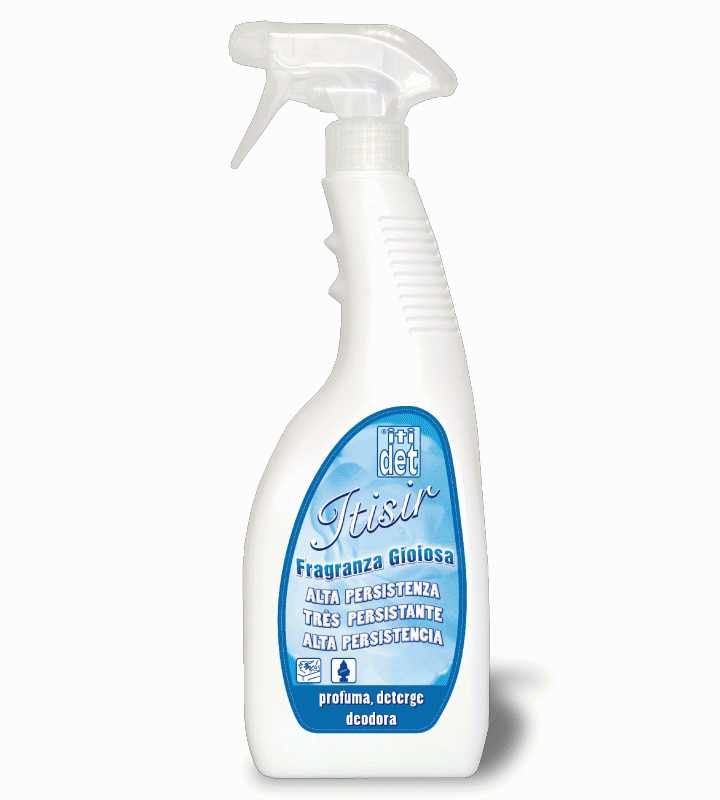 ®iti
det
Itisir
Fragranza Gioiosa
ALTA PERSISTENZA
TRÈS PERSISTANTE
ALTA PERSISTENCIA
profuma, deterge
deodora